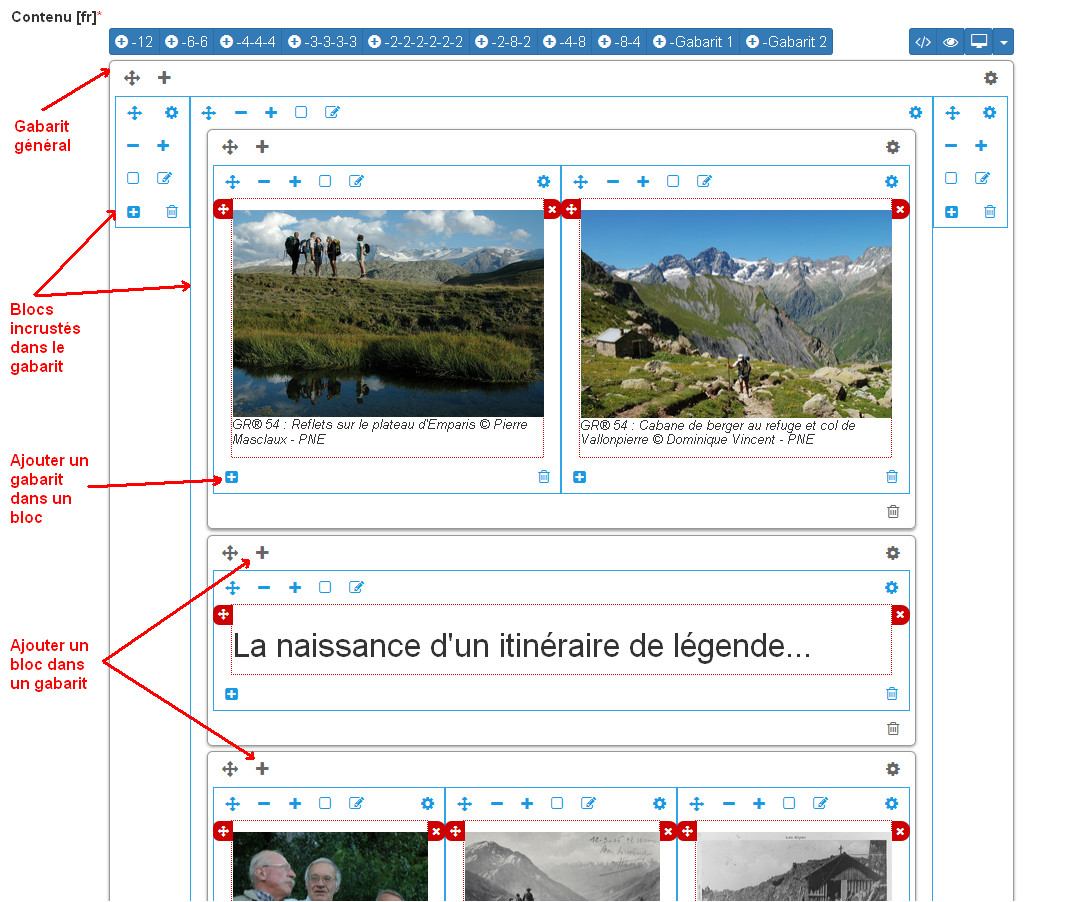 Contenu [fr]*
-12 -6-6 -4-4-4 -3-3-3-3 -2-2-2-2-2-2 -2-8-2 -4-8 -8-4 -Gabarit 1 -Gabarit 2
Gabarit
général
Blocs
incrustés
dans le
gabarit
GR® 54 : Reflets sur le plateau d'Emparis © Pierre
Masclaux - PNE
GR® 54 : Cabane de berger au refuge et col de
Vallonpierre © Dominique Vincent - PNE
Ajouter un
gabarit
dans un
bloc
La naissance d'un itinéraire de légende...
Ajouter un
bloc dans
un gabarit
Les Alpes